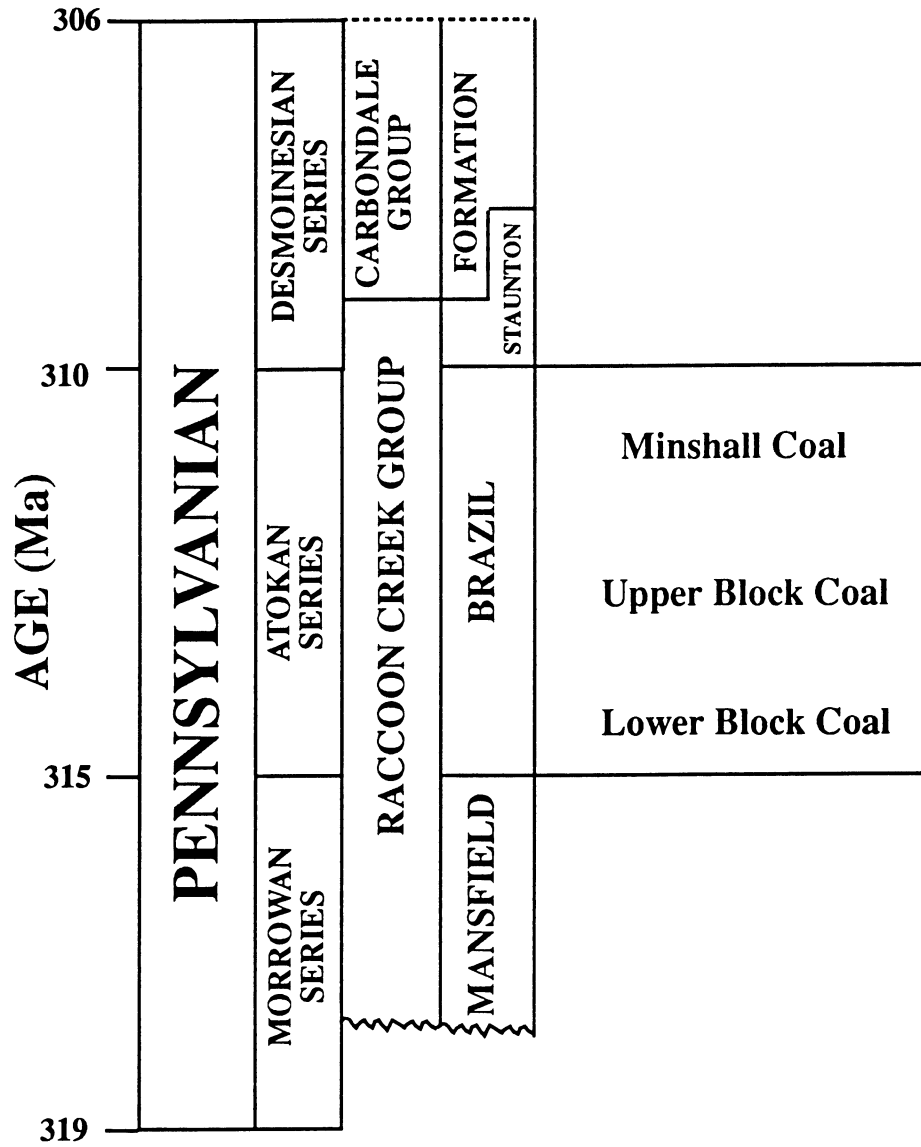 306
310
315
319
AGE (Ma)
PENNSYLVANIAN
DESMOINESIAN
SERIES
ATOKAN
SERIES
MORROWAN
SERIES
CARBONDALE
GROUP
RACCOON CREEK GROUP
FORMATION
STAUNTON
BRAZIL
MANSFIELD
Minshall Coal
Upper Block Coal
Lower Block Coal